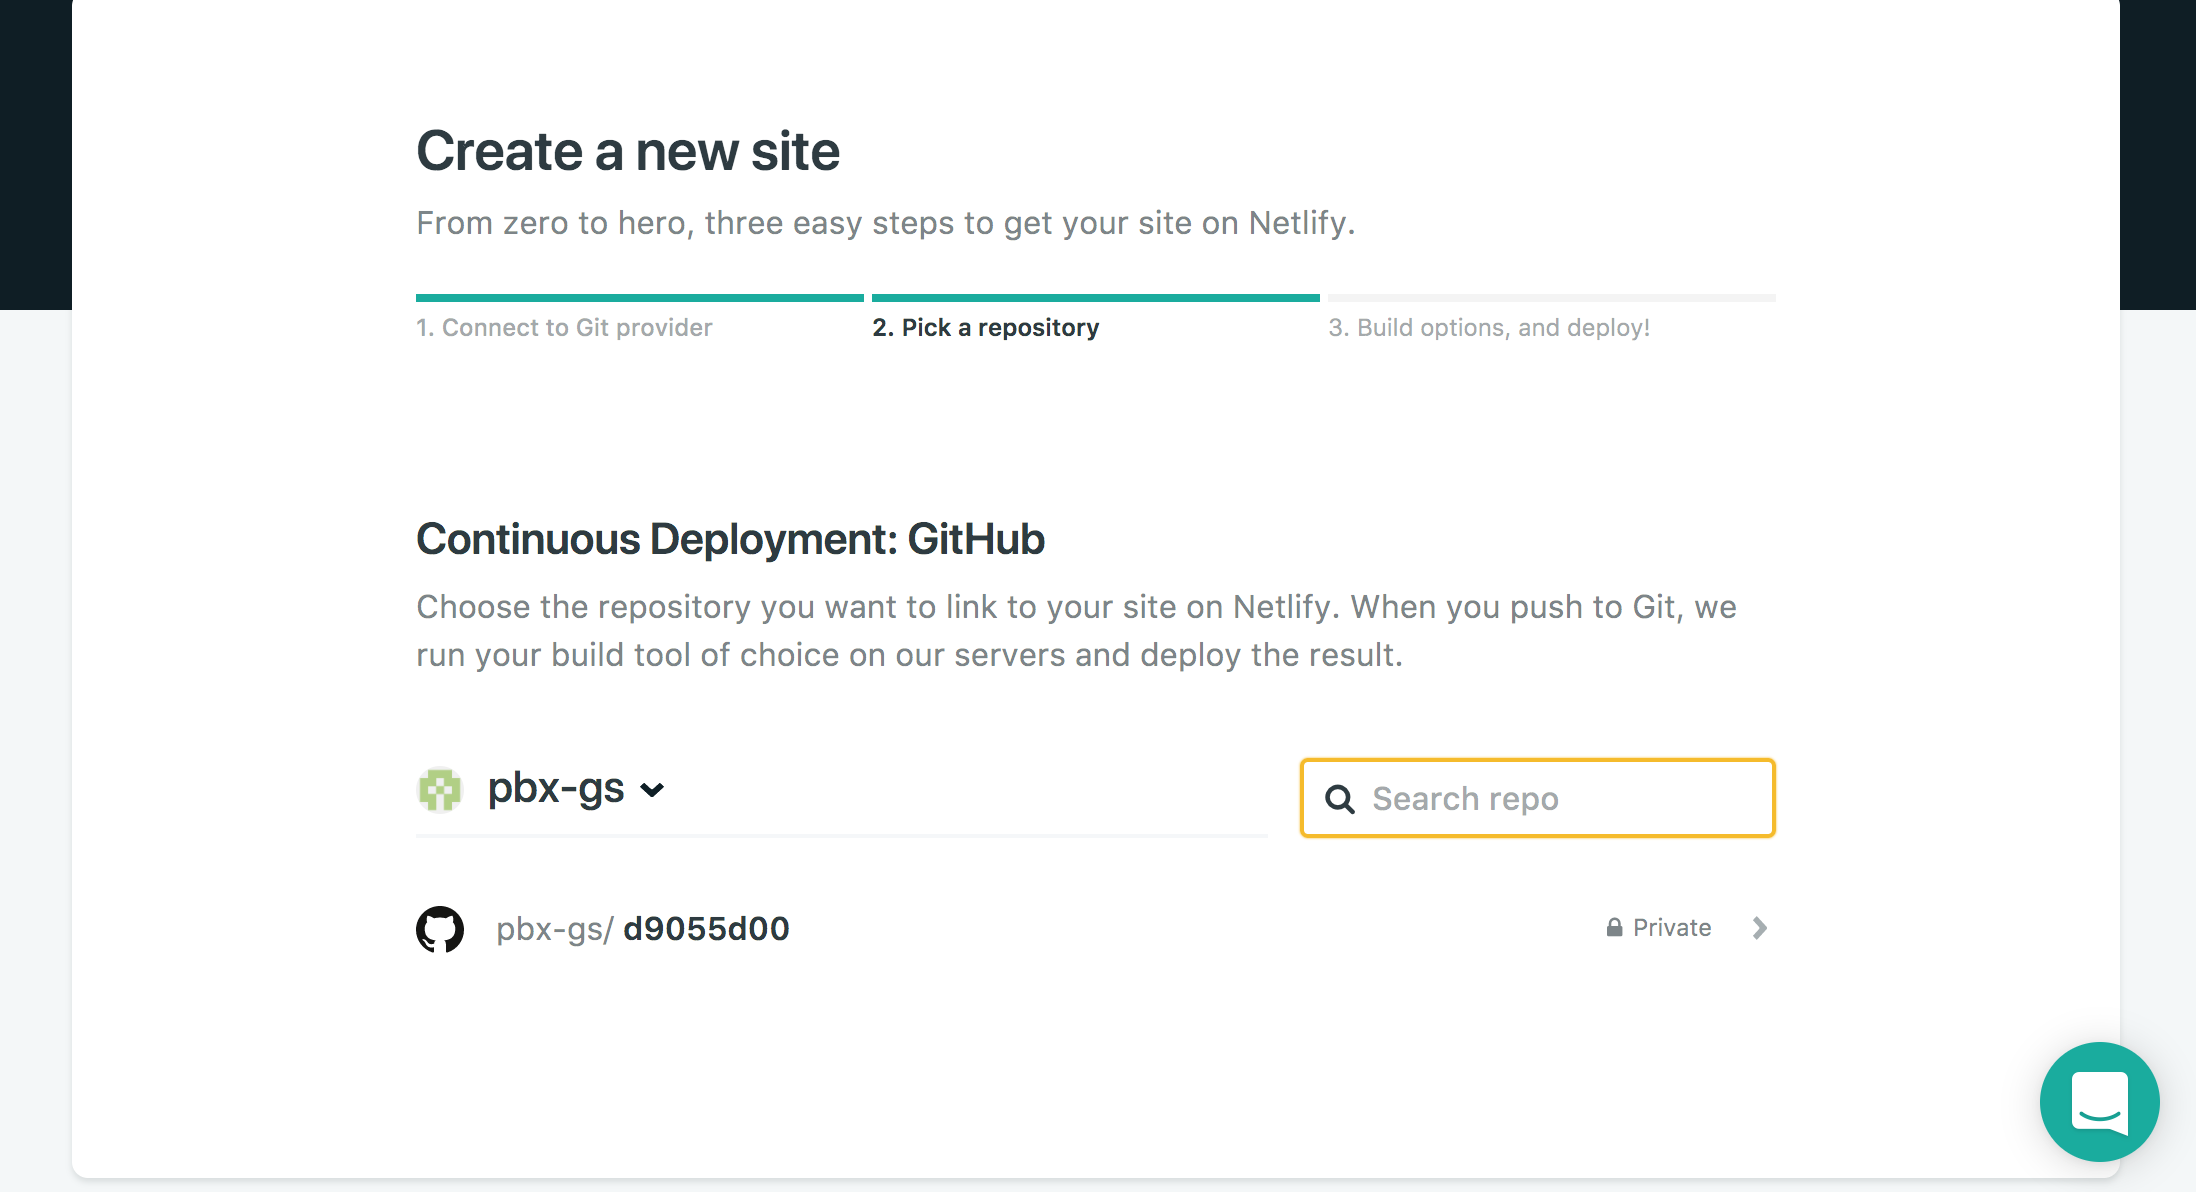 Create a new site
From zero to hero, three easy steps to get your site on Netlify.
1. Connect to Git provider
2. Pick a repository
3. Build options, and deploy!
Continuous Deployment: GitHub
Choose the repository you want to link to your site on Netlify. When you push to Git, we
run your build tool of choice on our servers and deploy the result.
pbx-gs
Search repo
pbx-gs/ d9055d00
Private